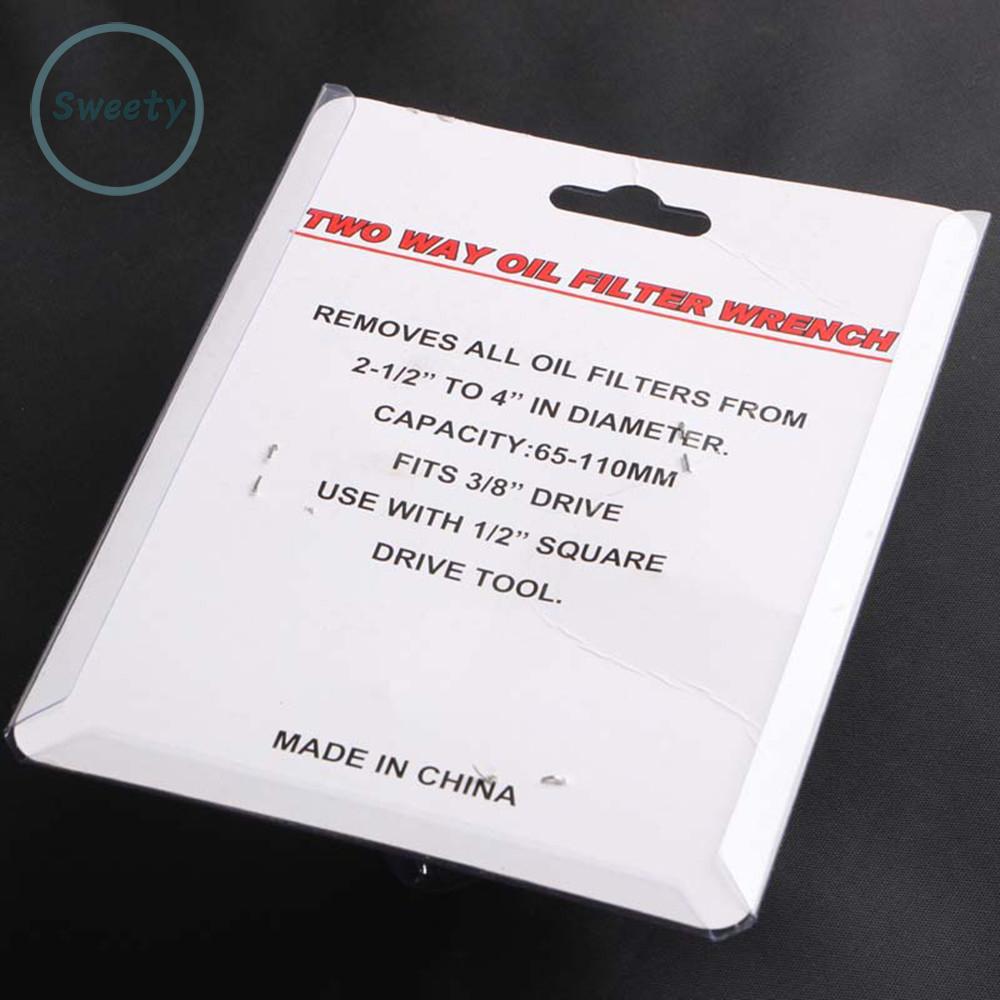 Sweety
TWO WAY OIL FILTER WRENCH
REMOVES ALL OIL FILTERS FROM
2-1/2” TO 4” IN DIAMETER.
CAPACITY:65-110MM
FITS 3/8” DRIVE
USE WITH 1/2” SQUARE
DRIVE TOOL.
MADE IN CHINA